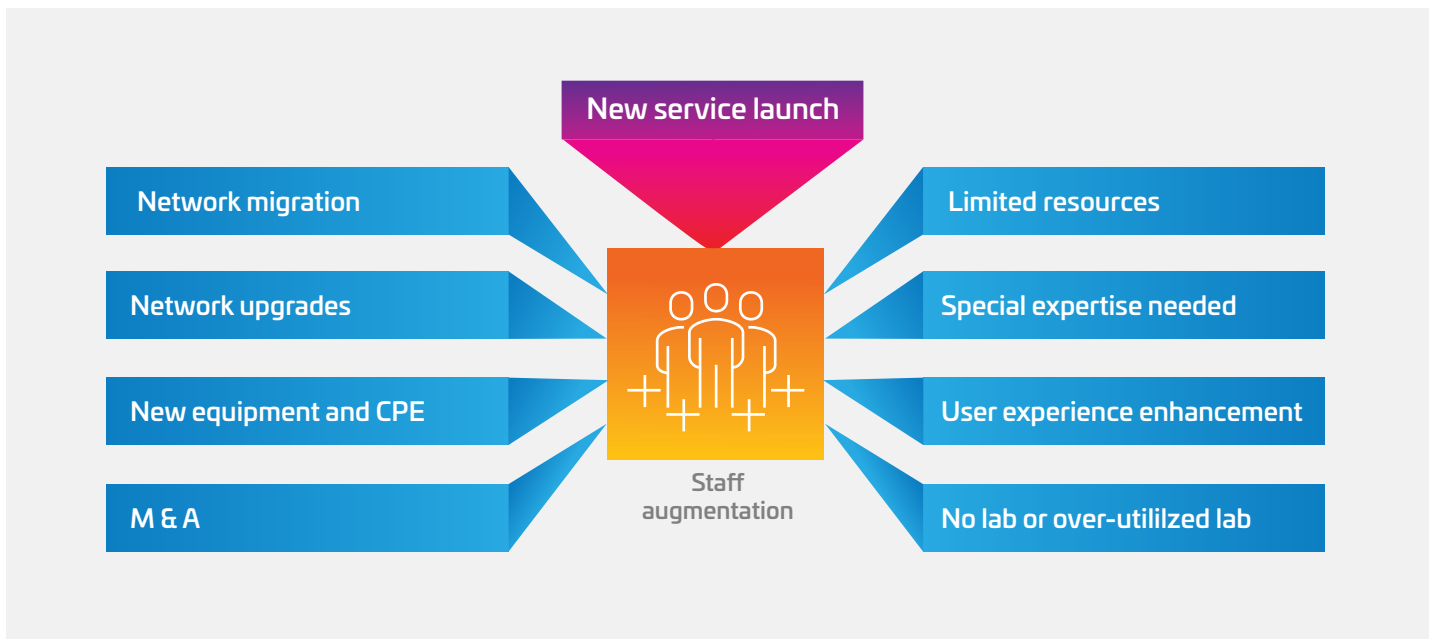 New service launch
Network migration
Network upgrades
New equipment and CPE
M & A
Staff
augmentation
Limited resources
Special expertise needed
User experience enhancement
No lab or over-utililzed lab